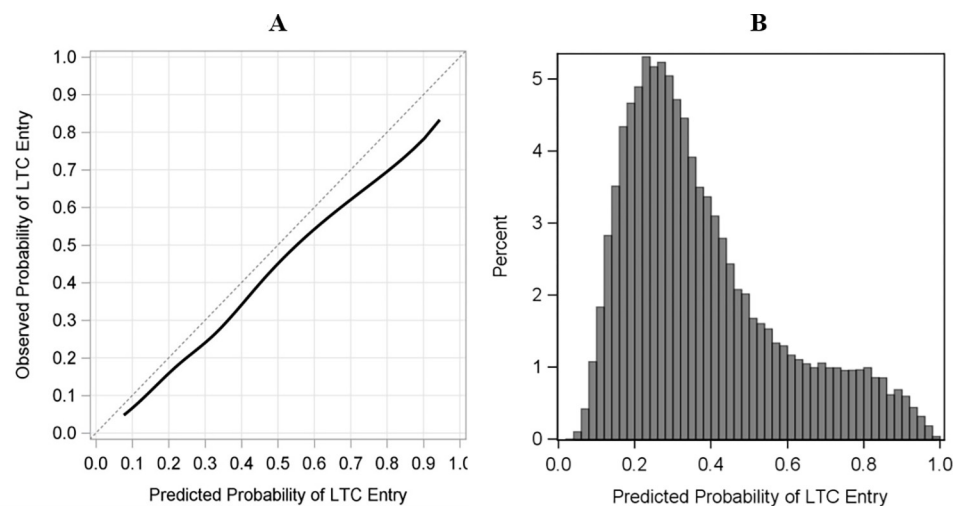 A
B
1.0
0.9
0.8
0.7
0.6
0.5
0.4
0.3
0.2
0.1
0.0
Observed Probability of LTC Entry
0.0 0.1 0.2 0.3 0.4 0.5 0.6 0.7 0.8 0.9 1.0
Predicted Probability of LTC Entry
5
4
3
2
1
0
Percent
0.0 0.2 0.4 0.6 0.8 1.0
Predicted Probability of LTC Entry